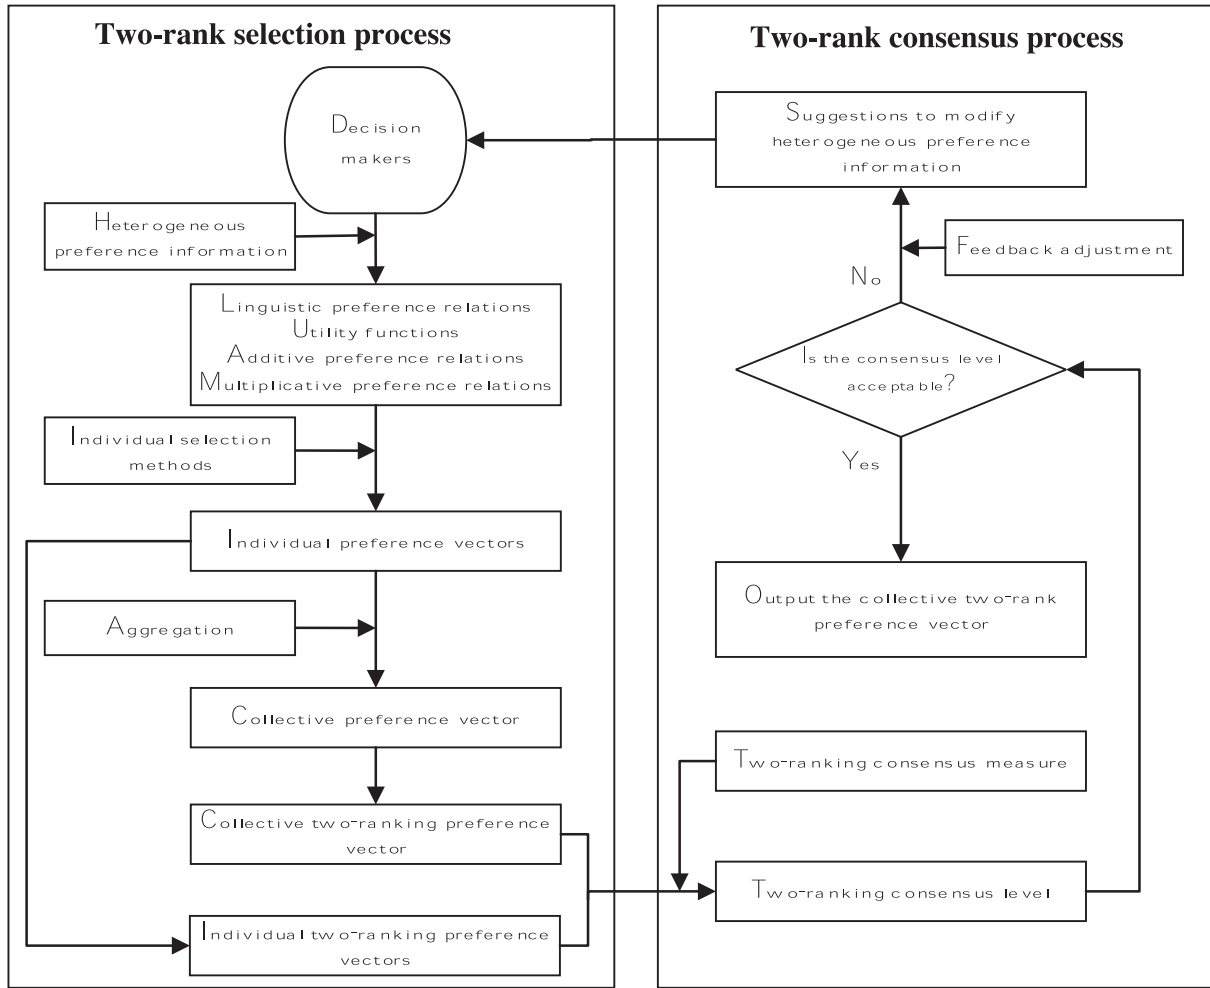 Two-rank selection process
Decision
makers
Heterogeneous
preference information
Linguistic preference relations
Utility functions
Additive preference relations
Multiplicative preference relations
Individual selection
methods
Individual preference vectors
Aggregation
Collective preference vector
Collective two-ranking preference
vector
Individual two-ranking preference
vectors
Two-rank consensus process
Suggestions to modify
heterogeneous preference
information
Feedback adjustment
No
Is the consensus level
acceptable?
Yes
Output the collective two-rank
preference vector
Two-ranking consensus measure
Two-ranking consensus level